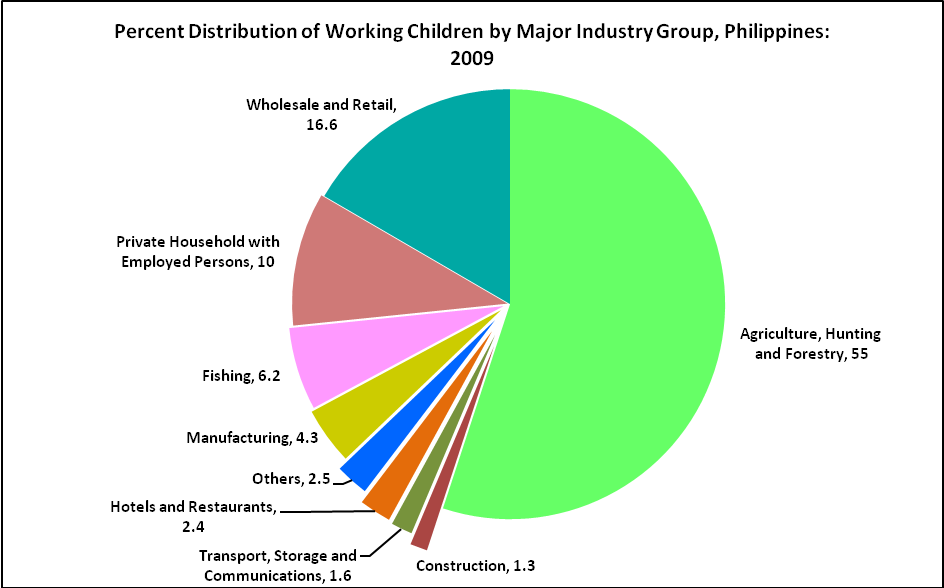 Percent Distribution of Working Children by Major Industry Group, Philippines:
2009
Wholesale and Retail,
16.6
Private Household with
Employed Persons, 10
Agriculture, Hunting
and Forestry, 55
Fishing, 6.2
Manufacturing, 4.3
Others, 2.5
Hotels and Restaurants,
2.4
Transport, Storage and
Communications, 1.6
Construction, 1.3